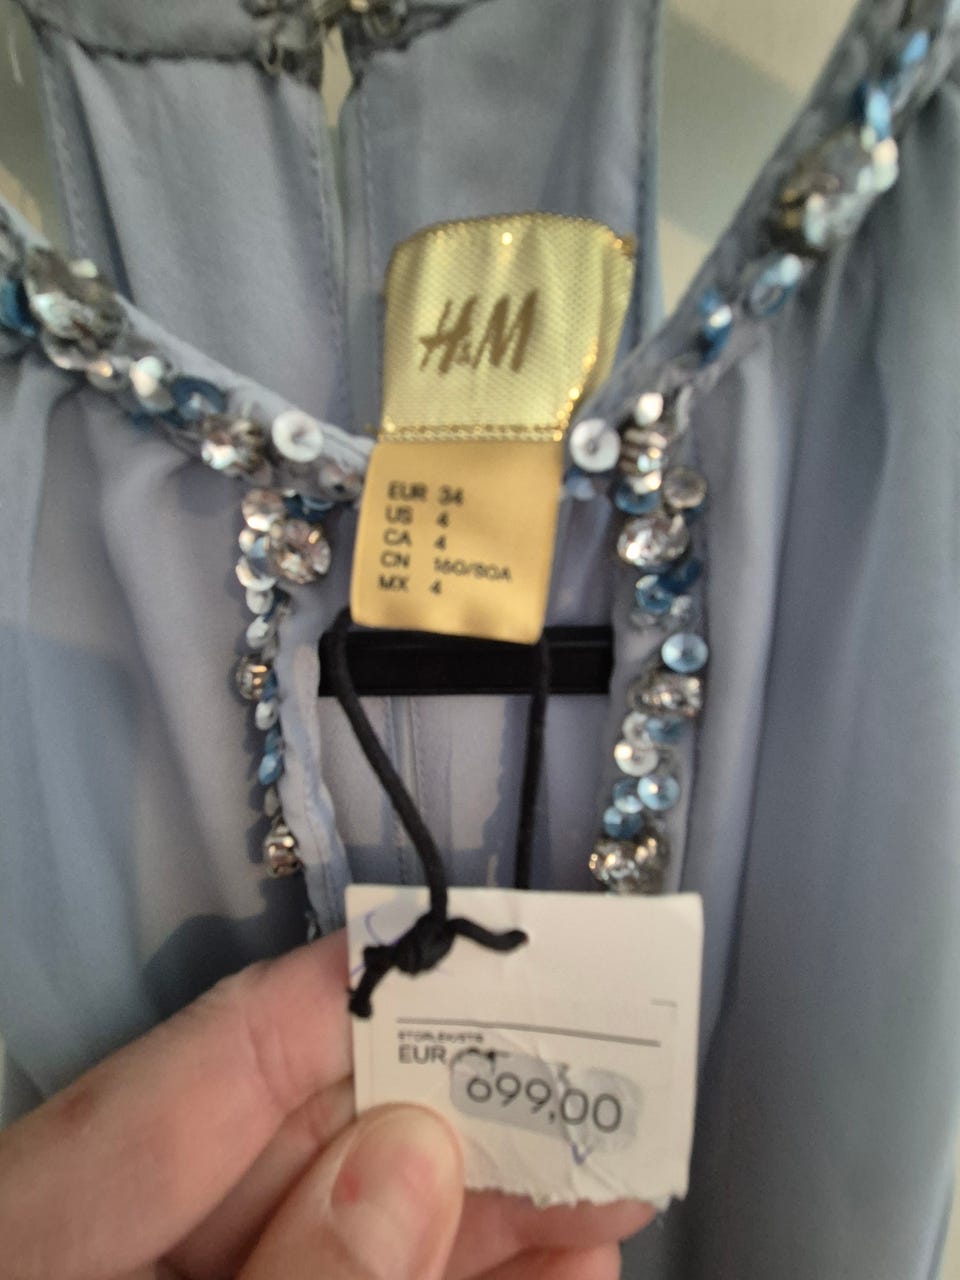 H&M
EUR 34
US 4
CA 4
CN 160/80A
MX 4
EUR
699,00